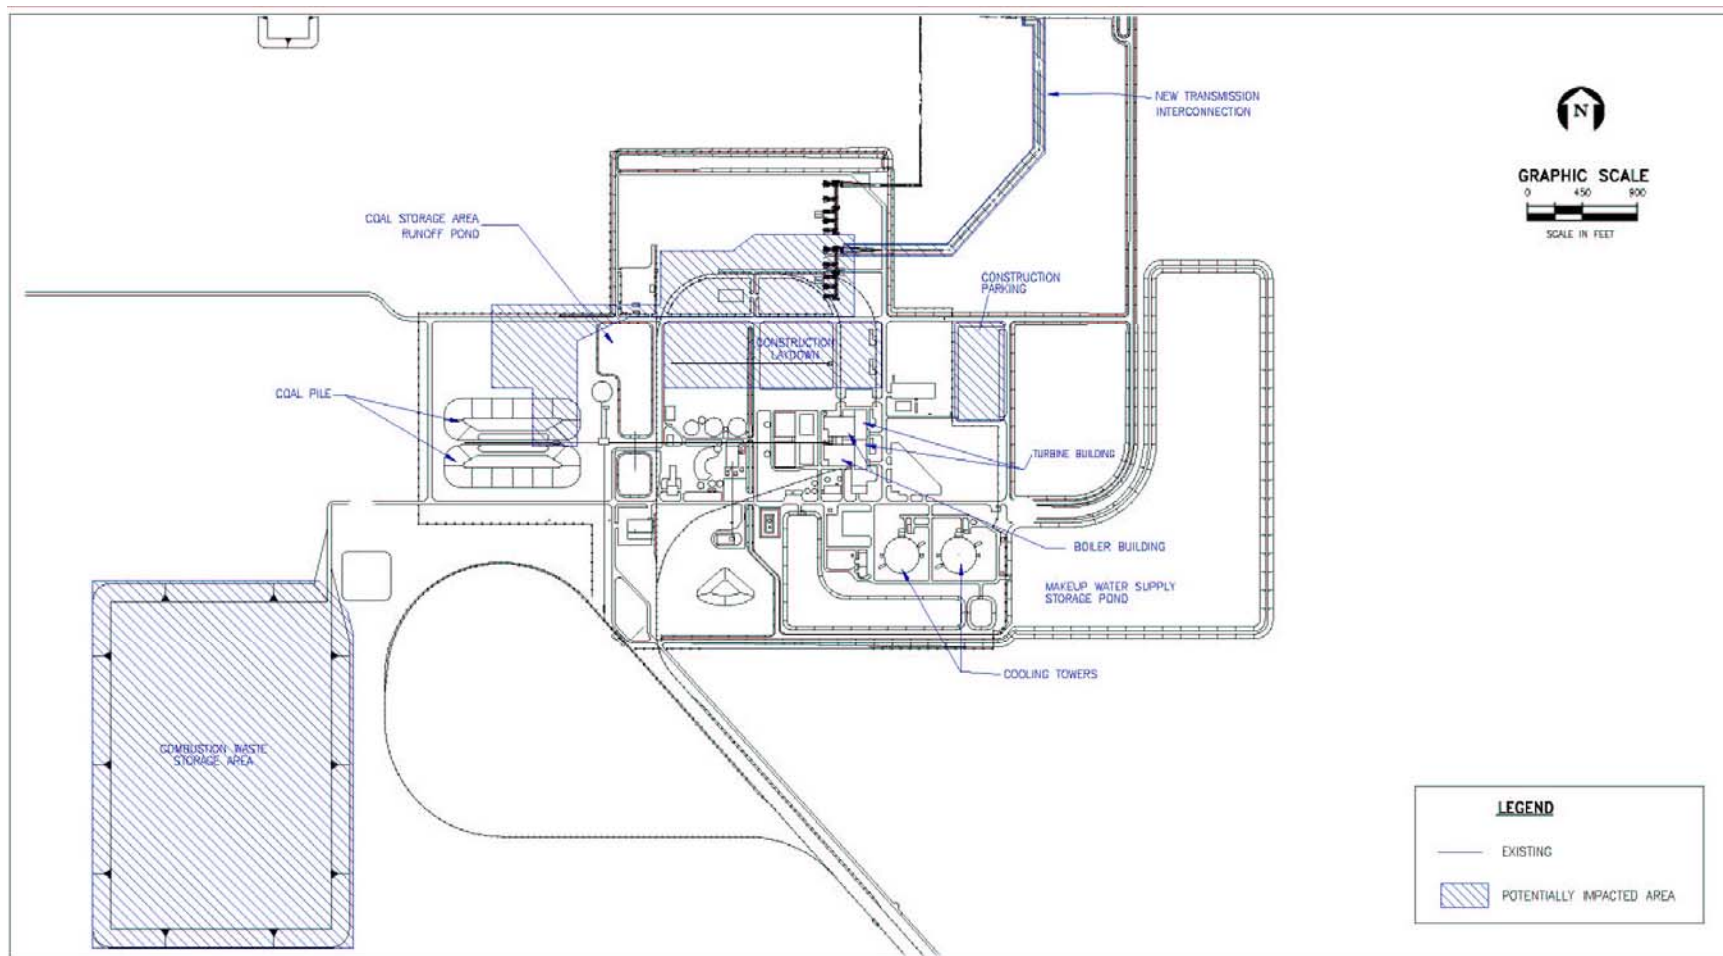 NEW TRANSMISSION
INTERCONNECTION
N
GRAPHIC SCALE
0 450 900
SCALE IN FEET
COAL STORAGE AREA
RUNOFF POND
CONSTRUCTION
PARKING
CONSTRUCTION
LAYDOWN
COAL PILE
TURBINE BUILDING
BOILER BUILDING
MAKEUP WATER SUPPLY
STORAGE POND
COOLING TOWERS
COMBUSTION WASTE
STORAGE AREA
LEGEND
EXISTING
POTENTIALLY IMPACTED AREA